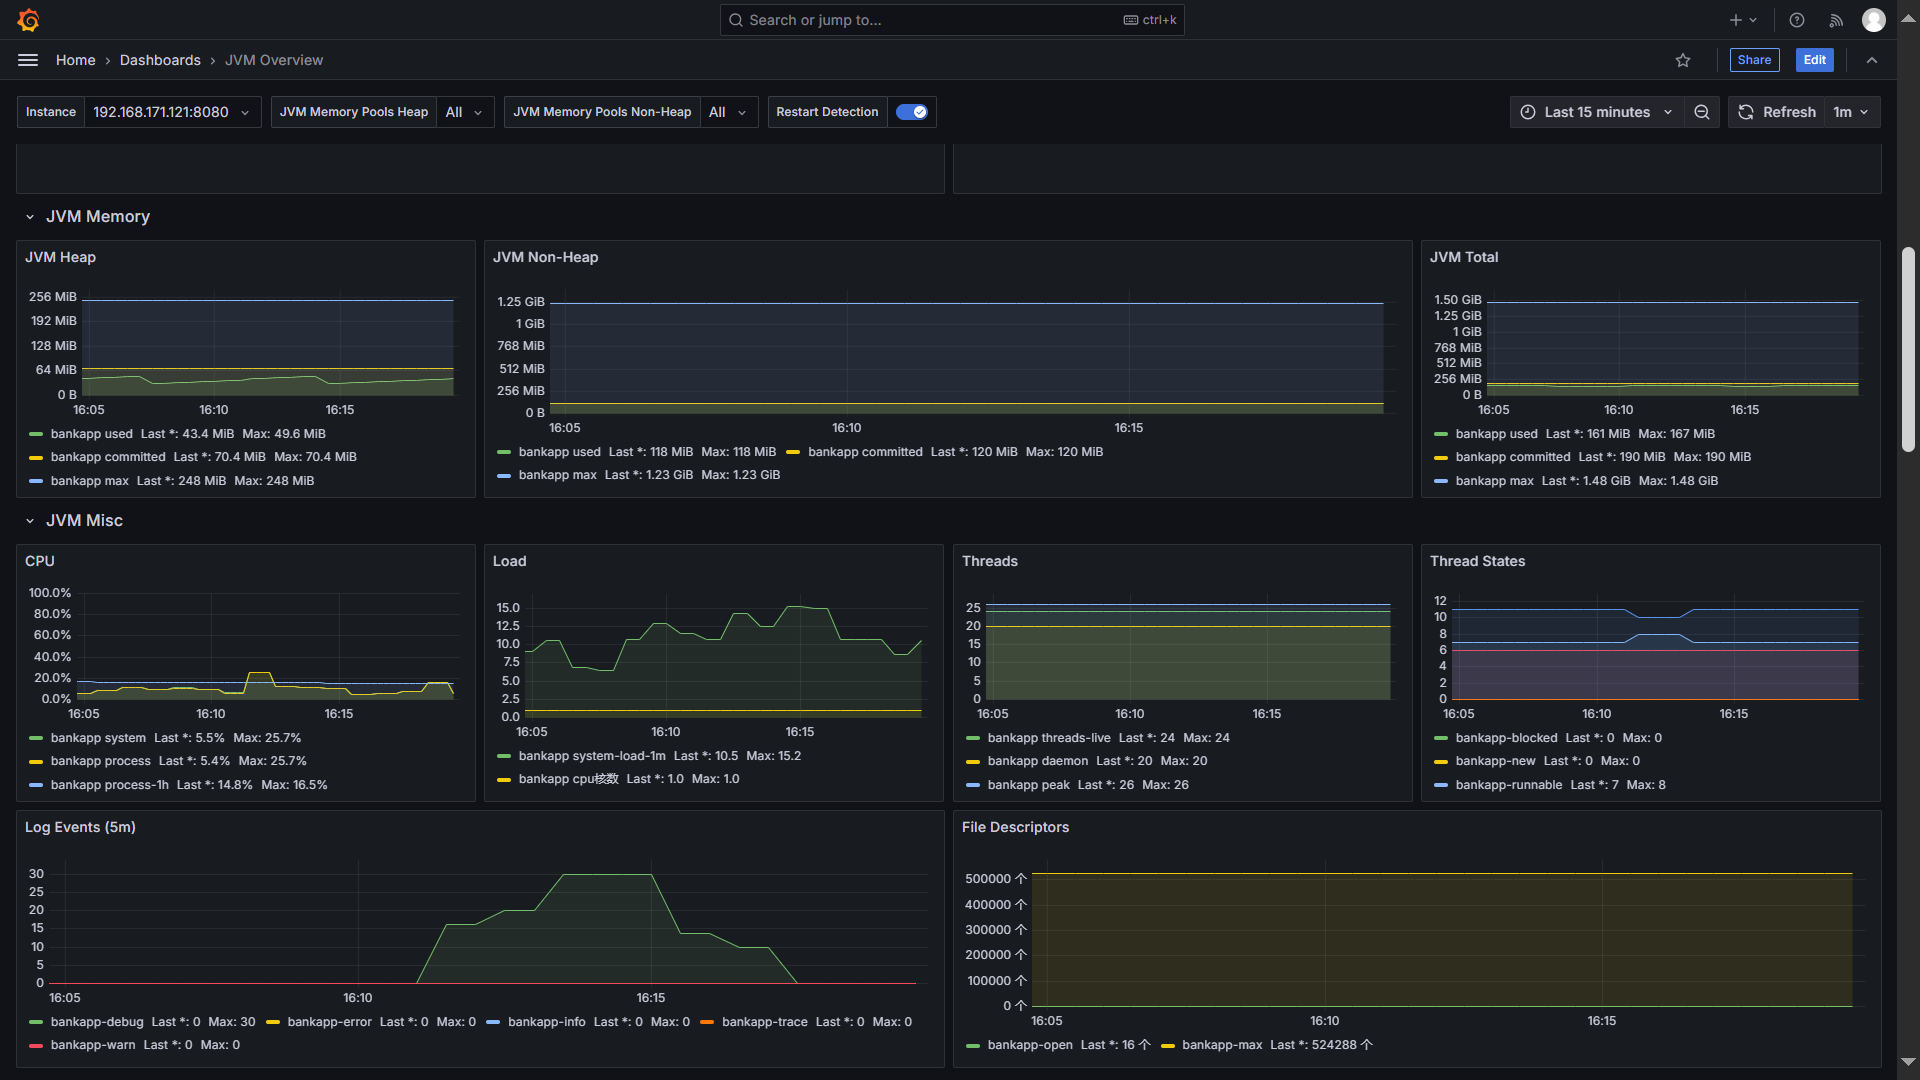 Search or jump to...
ctrl+k
Home › Dashboards › JVM Overview
Share
Edit
Instance 192.168.171.121:8080
JVM Memory Pools Heap All
JVM Memory Pools Non-Heap All
Restart Detection
Last 15 minutes
Refresh 1m
JVM Memory
JVM Heap
256 MiB
192 MiB
128 MiB
64 MiB
0 B
16:05 16:10 16:15
bankapp used Last *: 43.4 MiB Max: 49.6 MiB
bankapp committed Last *: 70.4 MiB Max: 70.4 MiB
bankapp max Last *: 248 MiB Max: 248 MiB
JVM Non-Heap
1.25 GiB
1 GiB
768 MiB
512 MiB
256 MiB
0 B
16:05 16:10 16:15
bankapp used Last *: 118 MiB Max: 118 MiB bankapp committed Last *: 120 MiB Max: 120 MiB
bankapp max Last *: 1.23 GiB Max: 1.23 GiB
JVM Total
1.50 GiB
1.25 GiB
1 GiB
768 MiB
512 MiB
256 MiB
0 B
16:05 16:10 16:15
bankapp used Last *: 161 MiB Max: 167 MiB
bankapp committed Last *: 190 MiB Max: 190 MiB
bankapp max Last *: 1.48 GiB Max: 1.48 GiB
JVM Misc
CPU
100.0%
80.0%
60.0%
40.0%
20.0%
0.0%
16:05 16:10 16:15
bankapp system Last *: 5.5% Max: 25.7%
bankapp process Last *: 5.4% Max: 25.7%
bankapp process-1h Last *: 14.8% Max: 16.5%
Load
15.0
12.5
10.0
7.5
5.0
2.5
0.0
16:05 16:10 16:15
bankapp system-load-1m Last *: 10.5 Max: 15.2
bankapp cpu核数 Last *: 1.0 Max: 1.0
Threads
25
20
15
10
5
0
16:05 16:10 16:15
bankapp threads-live Last *: 24 Max: 24
bankapp daemon Last *: 20 Max: 20
bankapp peak Last *: 26 Max: 26
Thread States
12
10
8
6
4
2
0
16:05 16:10 16:15
bankapp-blocked Last *: 0 Max: 0
bankapp-new Last *: 0 Max: 0
bankapp-runnable Last *: 7 Max: 8
Log Events (5m)
30
25
20
15
10
5
0
16:05 16:10 16:15
bankapp-debug Last *: 0 Max: 30 bankapp-error Last *: 0 Max: 0 bankapp-info Last *: 0 Max: 0 bankapp-trace Last *: 0 Max: 0
bankapp-warn Last *: 0 Max: 0
File Descriptors
500000 个
400000 个
300000 个
200000 个
100000 个
0 个
16:05 16:10 16:15
bankapp-open Last *: 16 个 bankapp-max Last *: 524288 个